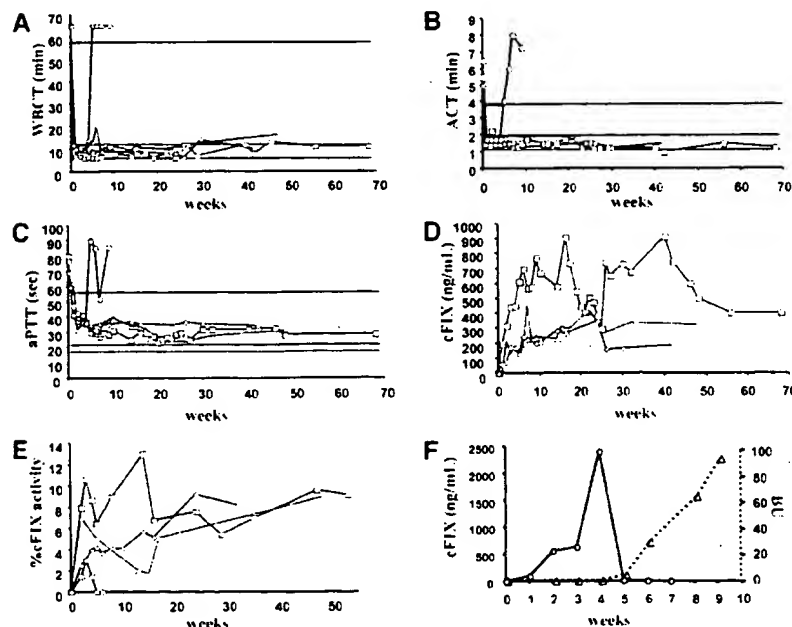 A
WBCT (min)
70
60
50
40
30
20
10
0
0 10 20 30 40 50 60 70
weeks
B
ACT (min)
9
8
7
6
5
4
3
2
1
0
0 10 20 30 40 50 60 70
weeks
C
aPTT (sec)
100
90
80
70
60
50
40
30
20
10
0
0 10 20 30 40 50 60 70
weeks
D
cFIX (ng/mL)
1000
900
800
700
600
500
400
300
200
100
0
0 10 20 30 40 50 60 70
weeks
E
%cFIX activity
14
12
10
8
6
4
2
0
0 10 20 30 40 50
weeks
F
cFIX (ng/mL)
2500
2000
1500
1000
500
0
0 1 2 3 4 5 6 7 8 9 10
weeks
100
80
60
40
20
0
BU